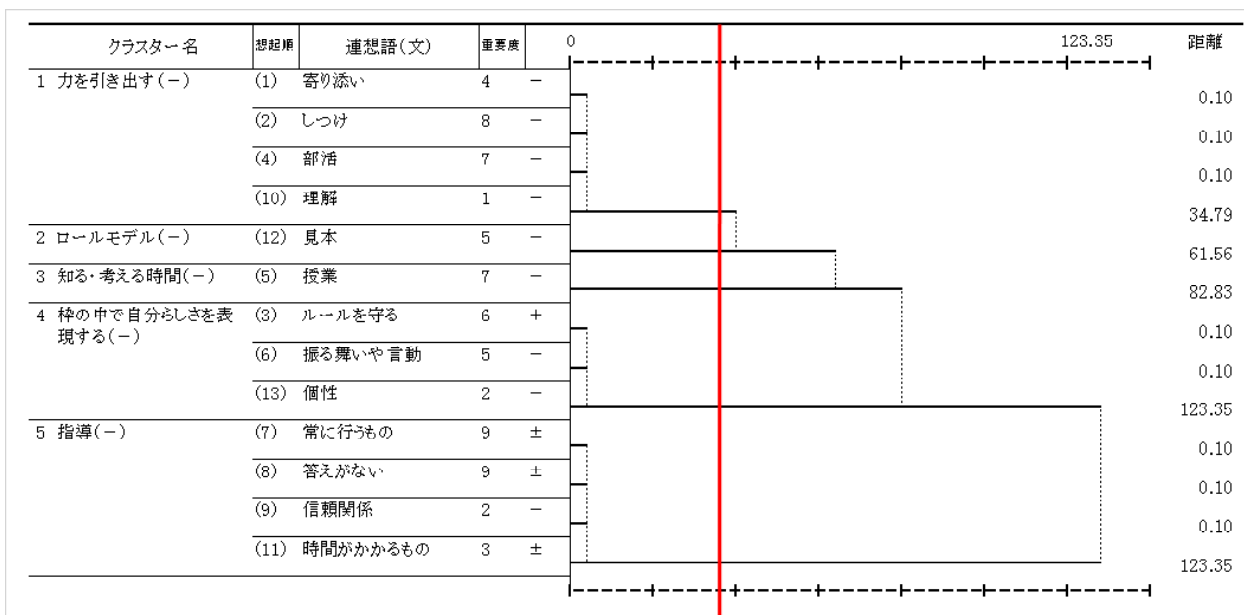 クラスター名 想起順 連想語(文) 重要度 0 123.35 距離
1 力を引き出す(-) (1) 寄り添い 4 -
0.10
(2) しつけ 8 -
0.10
(4) 部活 7 -
0.10
(10) 理解 1 -
34.79
2 ロールモデル(-) (12) 見本 5 -
61.56
3 知る・考える時間(-) (5) 授業 7 -
82.83
4 枠の中で自分らしさを表 (3) ルールを守る 6 +
現する(-)
0.10
(6) 振る舞いや言動 5 -
0.10
(13) 個性 2 -
123.35
5 指導(-) (7) 常に行うもの 9 ±
0.10
(8) 答えがない 9 ±
0.10
(9) 信頼関係 2 -
0.10
(11) 時間がかかるもの 3 ±
123.35